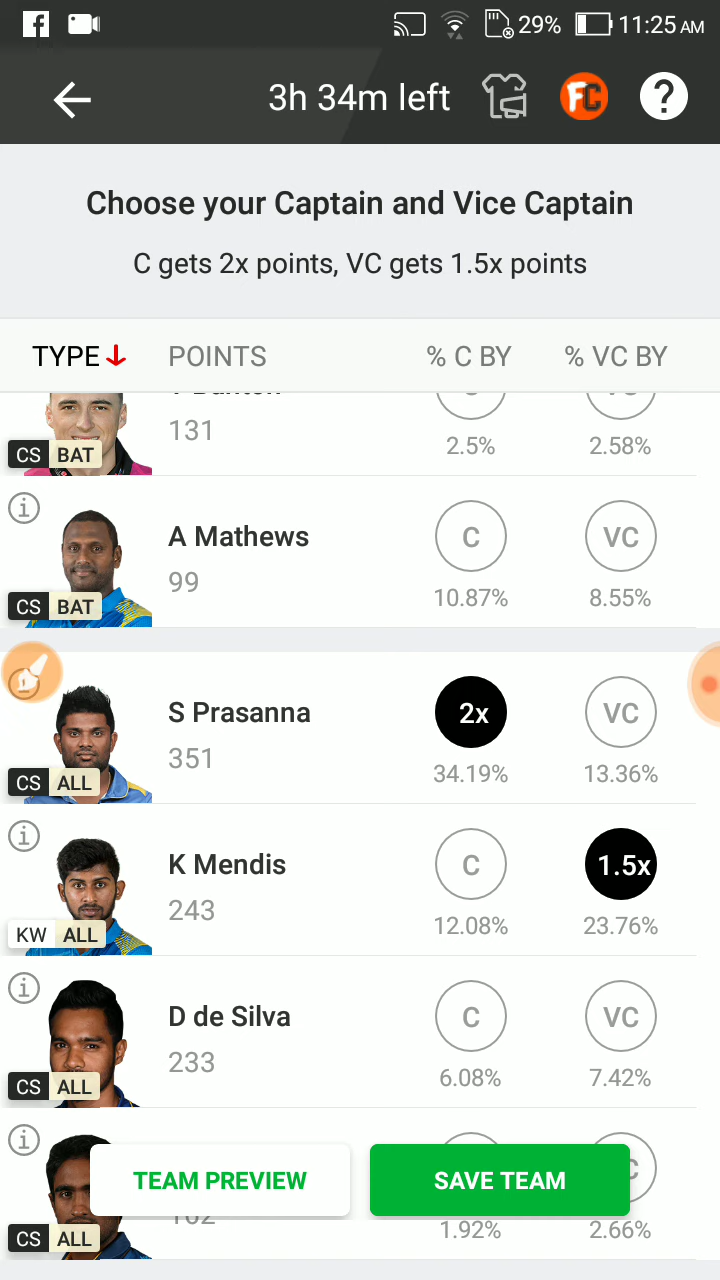 29% 11:25 AM
3h 34m left FC ?
Choose your Captain and Vice Captain
C gets 2x points, VC gets 1.5x points
TYPE POINTS % C BY % VC BY
131
CS BAT 2.5% 2.58%
A Mathews C VC
99
CS BAT 10.87% 8.55%
S Prasanna 2x VC
351
CS ALL 34.19% 13.36%
K Mendis C 1.5x
243
KW ALL 12.08% 23.76%
D de Silva C VC
233
CS ALL 6.08% 7.42%
TEAM PREVIEW SAVE TEAM
CS ALL 1.92% 2.66%